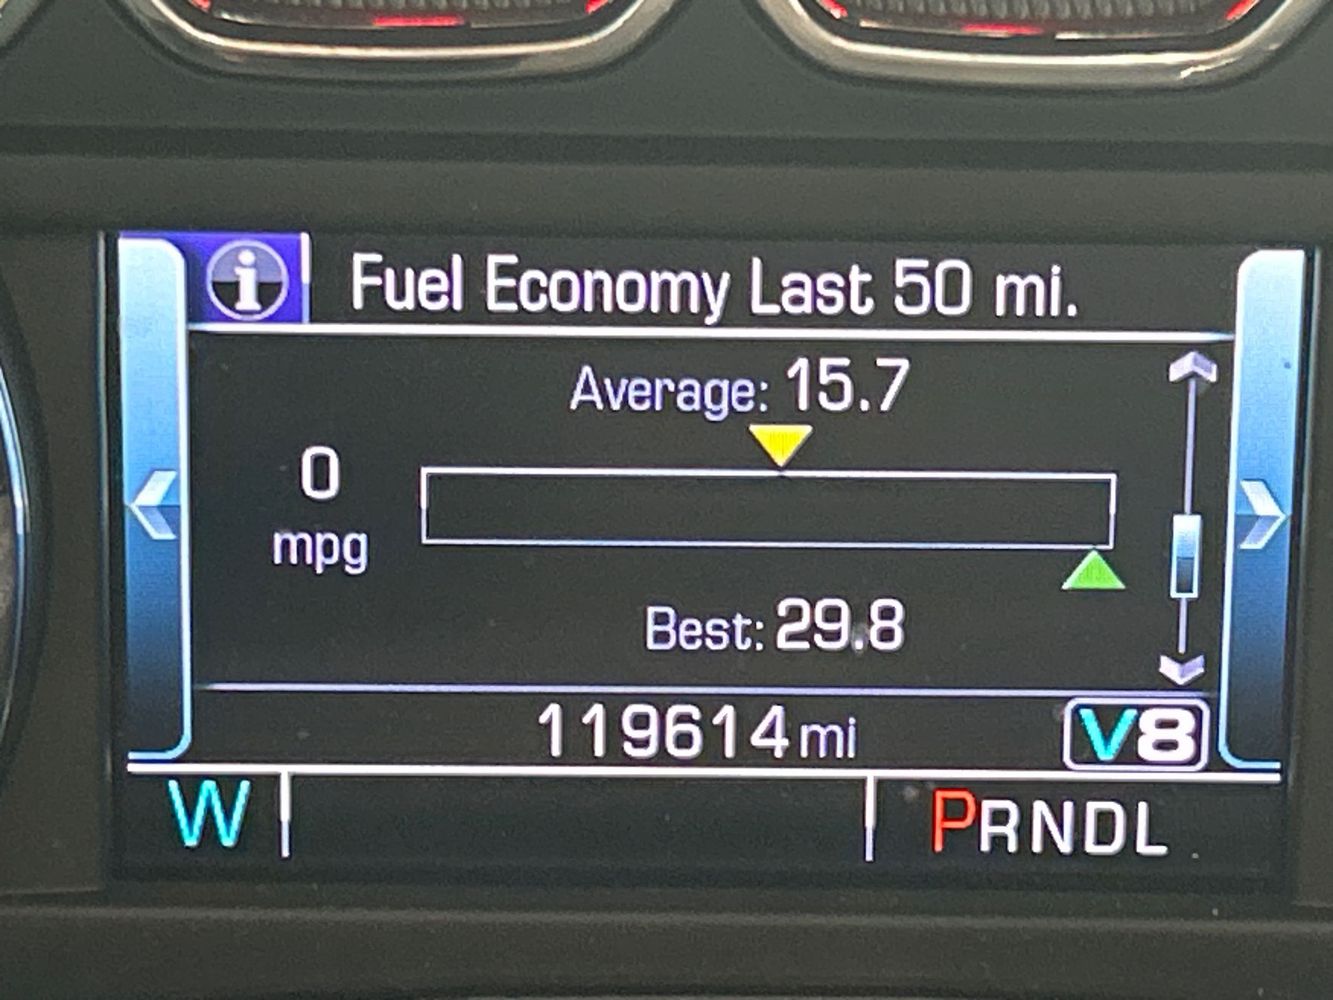 i Fuel Economy Last 50 mi.
Average: 15.7
0
mpg
Best: 29.8
119614 mi
V8
W
PRNDL